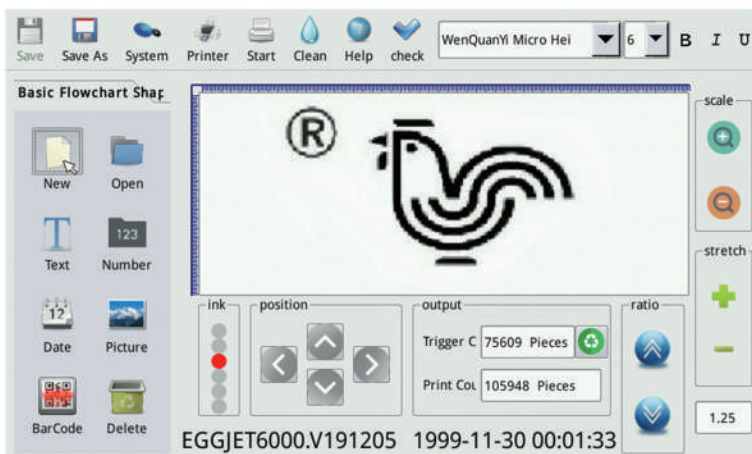 Save Save As System Printer Start Clean Help check WenQuanYi Micro Hei 6 B I U
Basic Flowchart Shap
New Open
123
Text Number
12
Date Picture
BarCode Delete
®
scale
stretch
ink position output ratio
Trigger C 75609 Pieces
Print Cou 105948 Pieces
1.25
EGGJET6000.V191205 1999-11-30 00:01:33